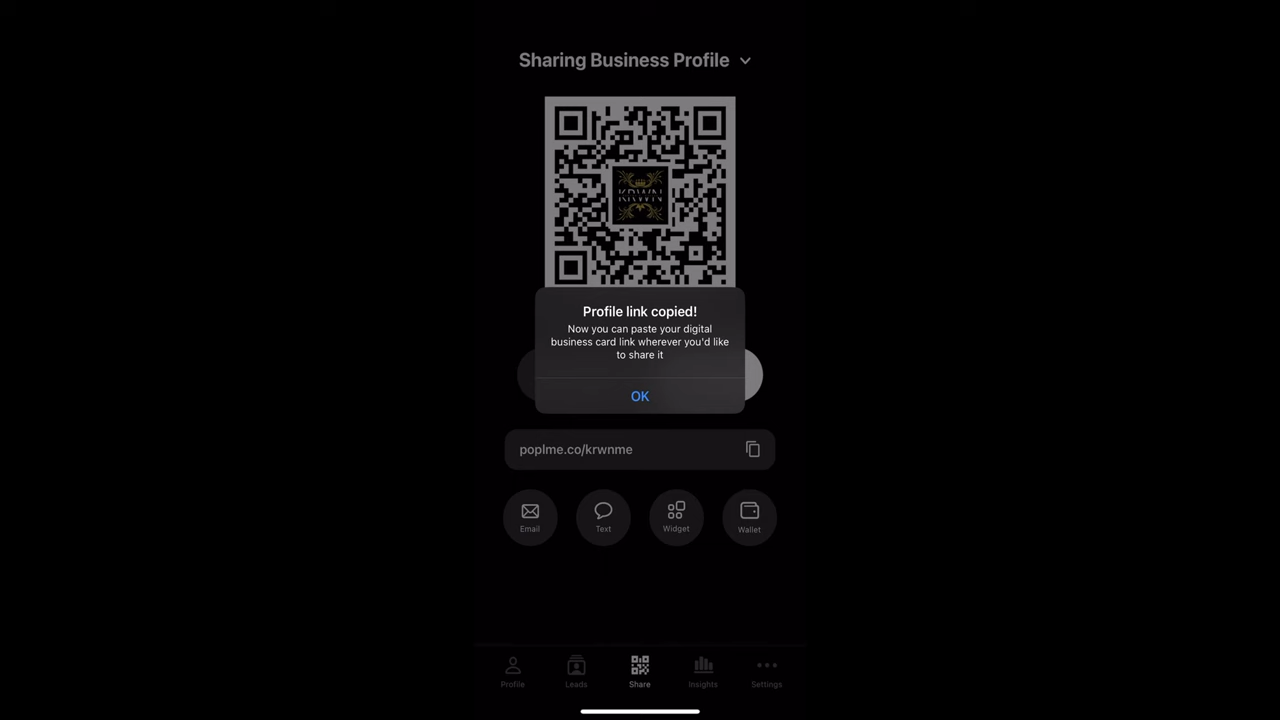 Sharing Business Profile
KRWN
Profile link copied!
Now you can paste your digital
business card link wherever you'd like
to share it
OK
poplme.co/krwnme
Email
Text
Widget
Wallet
Profile
Leads
Share
Insights
Settings